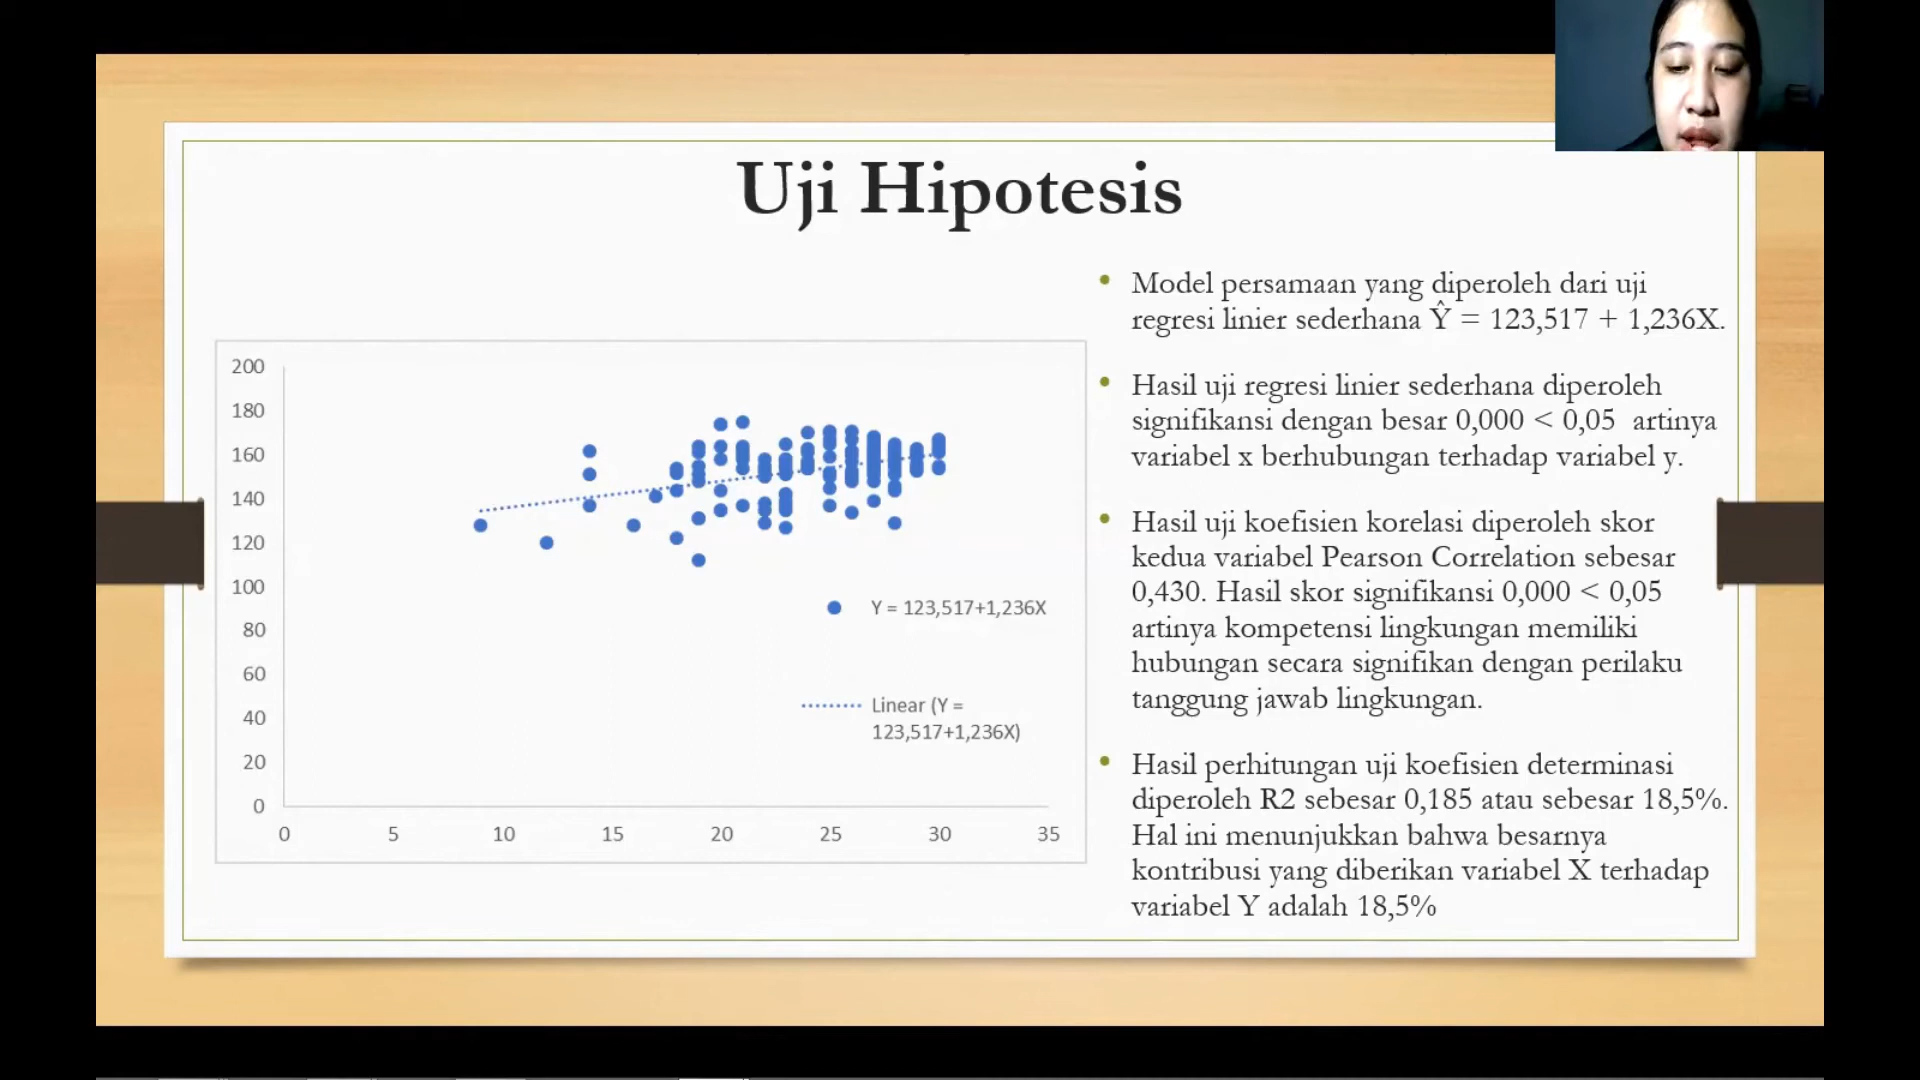 Uji Hipotesis
200
180
160
140
120
100
80
60
40
20
0
0 5 10 15 20 25 30 35
Y = 123,517+1,236X
Linear (Y =
123,517+1,236X)
• Model persamaan yang diperoleh dari uji
regresi linier sederhana Ŷ = 123,517 + 1,236X.
• Hasil uji regresi linier sederhana diperoleh
signifikansi dengan besar 0,000 < 0,05 artinya
variabel x berhubungan terhadap variabel y.
• Hasil uji koefisien korelasi diperoleh skor
kedua variabel Pearson Correlation sebesar
0,430. Hasil skor signifikansi 0,000 < 0,05
artinya kompetensi lingkungan memiliki
hubungan secara signifikan dengan perilaku
tanggung jawab lingkungan.
• Hasil perhitungan uji koefisien determinasi
diperoleh R2 sebesar 0,185 atau sebesar 18,5%.
Hal ini menunjukkan bahwa besarnya
kontribusi yang diberikan variabel X terhadap
variabel Y adalah 18,5%